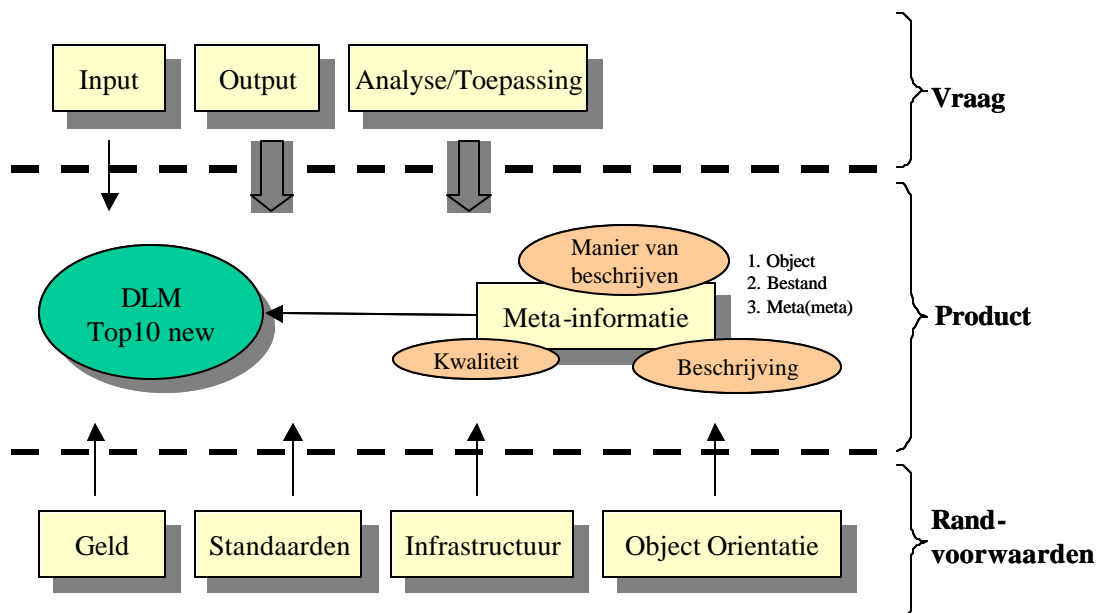 Input
Output
Analyse/Toepassing
Vraag
Manier van
beschrijven
1. Object
2. Bestand
3. Meta(meta)
DLM
Top10 new
Meta-informatie
Product
Kwaliteit
Beschrijving
Geld
Standaarden
Infrastructuur
Object Orientatie
Rand-
voorwaarden